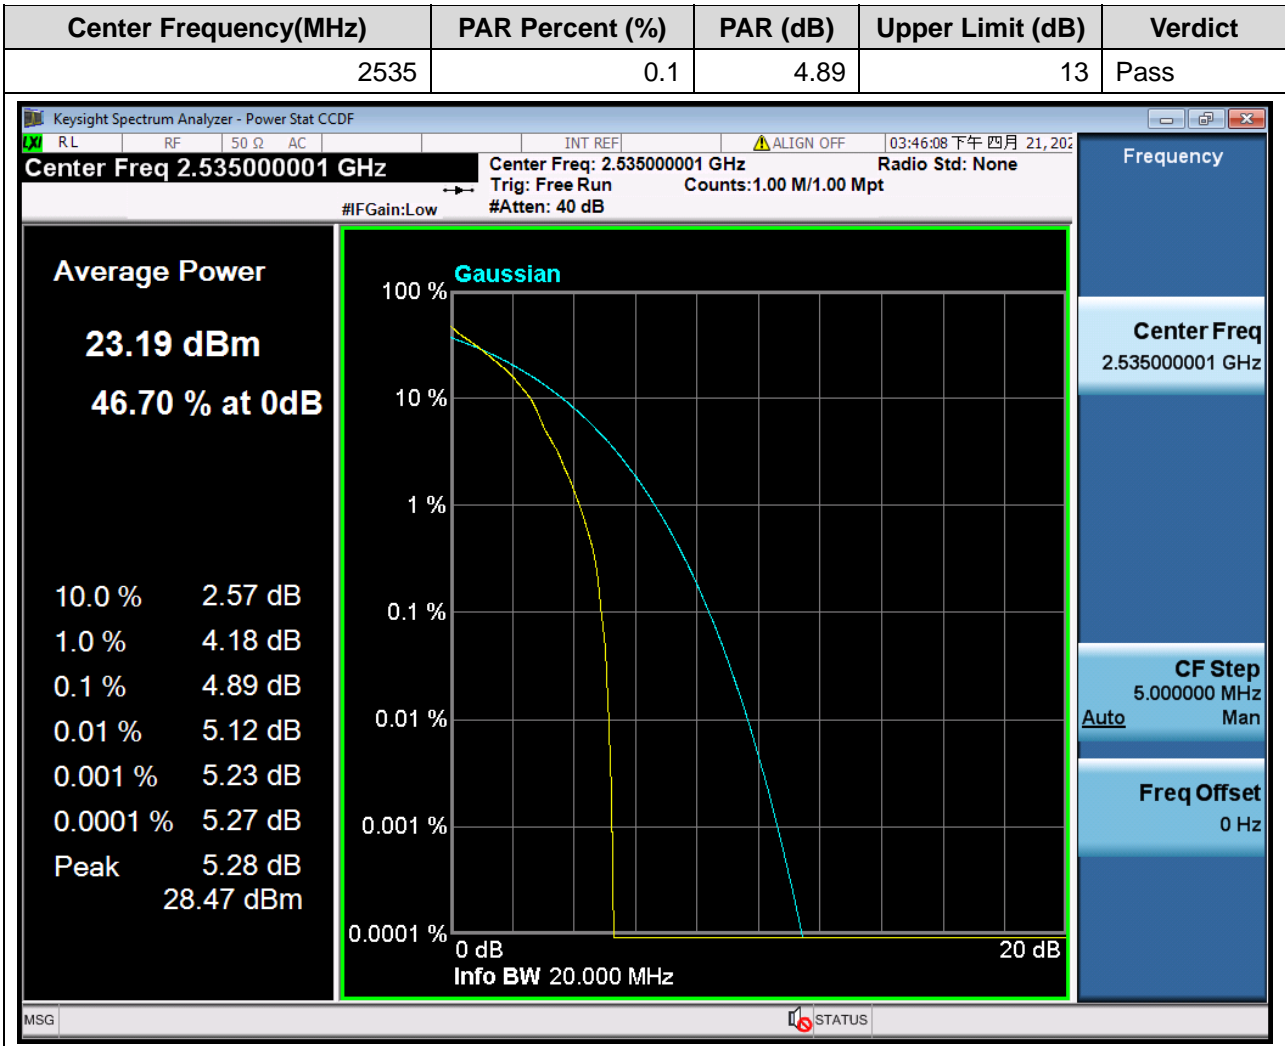 Center Frequency(MHz) PAR Percent (%) PAR (dB) Upper Limit (dB) Verdict
2535 0.1 4.89 13 Pass
Keysight Spectrum Analyzer - Power Stat CCDF
LXI RL RF 50 Ω AC INT REF ALIGN OFF 03:46:08 下午 四月 21, 202
Center Freq 2.535000001 GHz
Center Freq: 2.535000001 GHz Radio Std: None
Trig: Free Run Counts:1.00 M/1.00 Mpt
#IFGain:Low #Atten: 40 dB
Average Power
23.19 dBm
46.70 % at 0dB
10.0 % 2.57 dB
1.0 % 4.18 dB
0.1 % 4.89 dB
0.01 % 5.12 dB
0.001 % 5.23 dB
0.0001 % 5.27 dB
Peak 5.28 dB
28.47 dBm
Gaussian
100 %
10 %
1 %
0.1 %
0.01 %
0.001 %
0.0001 %
0 dB 20 dB
Info BW 20.000 MHz
Frequency
Center Freq
2.535000001 GHz
CF Step
5.000000 MHz
Auto Man
Freq Offset
0 Hz
MSG STATUS